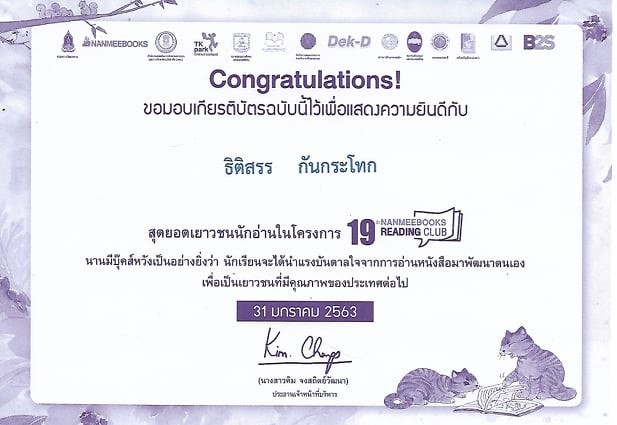 NANMEEBOOKS TK park Dek-D B2S
Congratulations!
ขอมอบเกียรติบัตรฉบับนี้ไว้เพื่อแสดงความยินดีกับ
ธิติสรร กันกระโทก
สุดยอดเยาวชนนักอ่านในโครงการ 19 NANMEEBOOKS READING CLUB
นานมีบุ๊คส์หวังเป็นอย่างยิ่งว่า นักเรียนจะได้นำแรงบันดาลใจจากการอ่านหนังสือมาพัฒนาตนเอง
เพื่อเป็นเยาวชนที่มีคุณภาพของประเทศต่อไป
31 มกราคม 2563
(นางสาวคิม จงสถิตย์วัฒนา)
ประธานเจ้าหน้าที่บริหาร